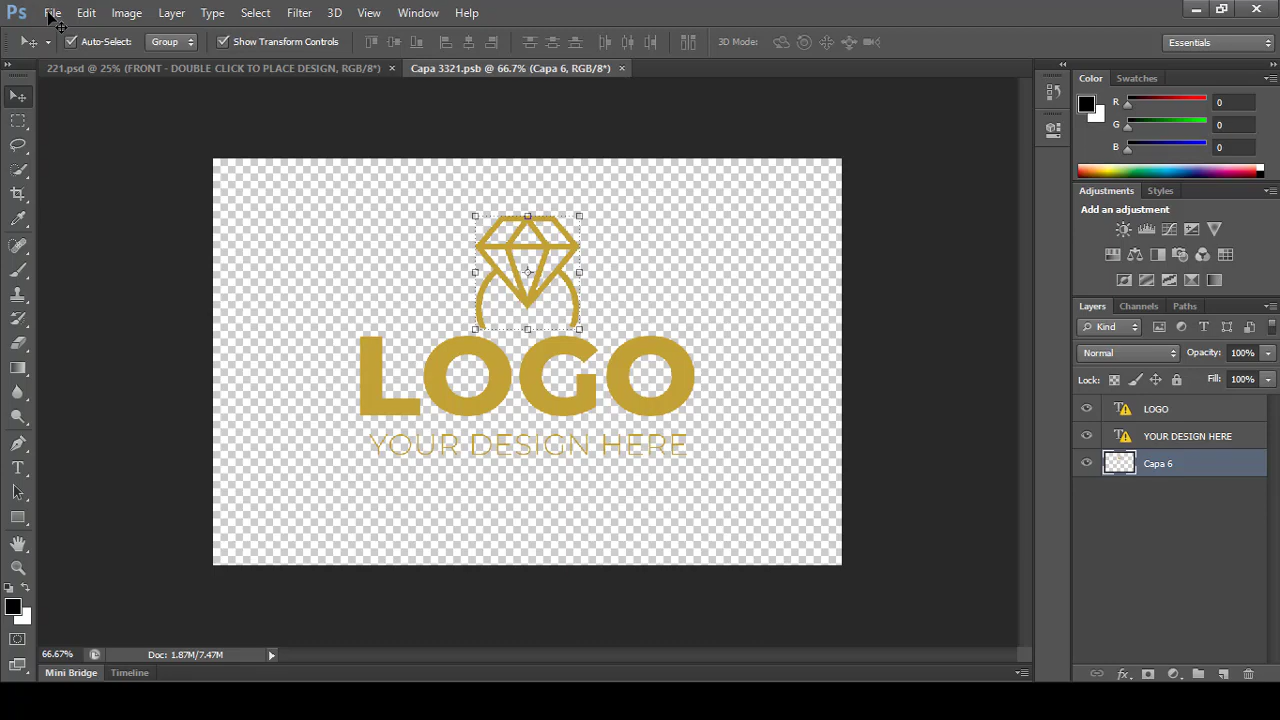 Ps File Edit Image Layer Type Select Filter 3D View Window Help
Auto-Select: Group Show Transform Controls 3D Mode: Essentials
221.psd @ 25% (FRONT - DOUBLE CLICK TO PLACE DESIGN, RGB/8*) × Capa 3321.psb @ 66.7% (Capa 6, RGB/8*) ×
Color Swatches
R 0
G 0
B 0
Adjustments Styles
Add an adjustment
Layers Channels Paths
Kind
Normal Opacity: 100%
Lock: Fill: 100%
LOGO
YOUR DESIGN HERE
Capa 6
LOGO
YOUR DESIGN HERE
66.67% Doc: 1.87M/7.47M
Mini Bridge Timeline